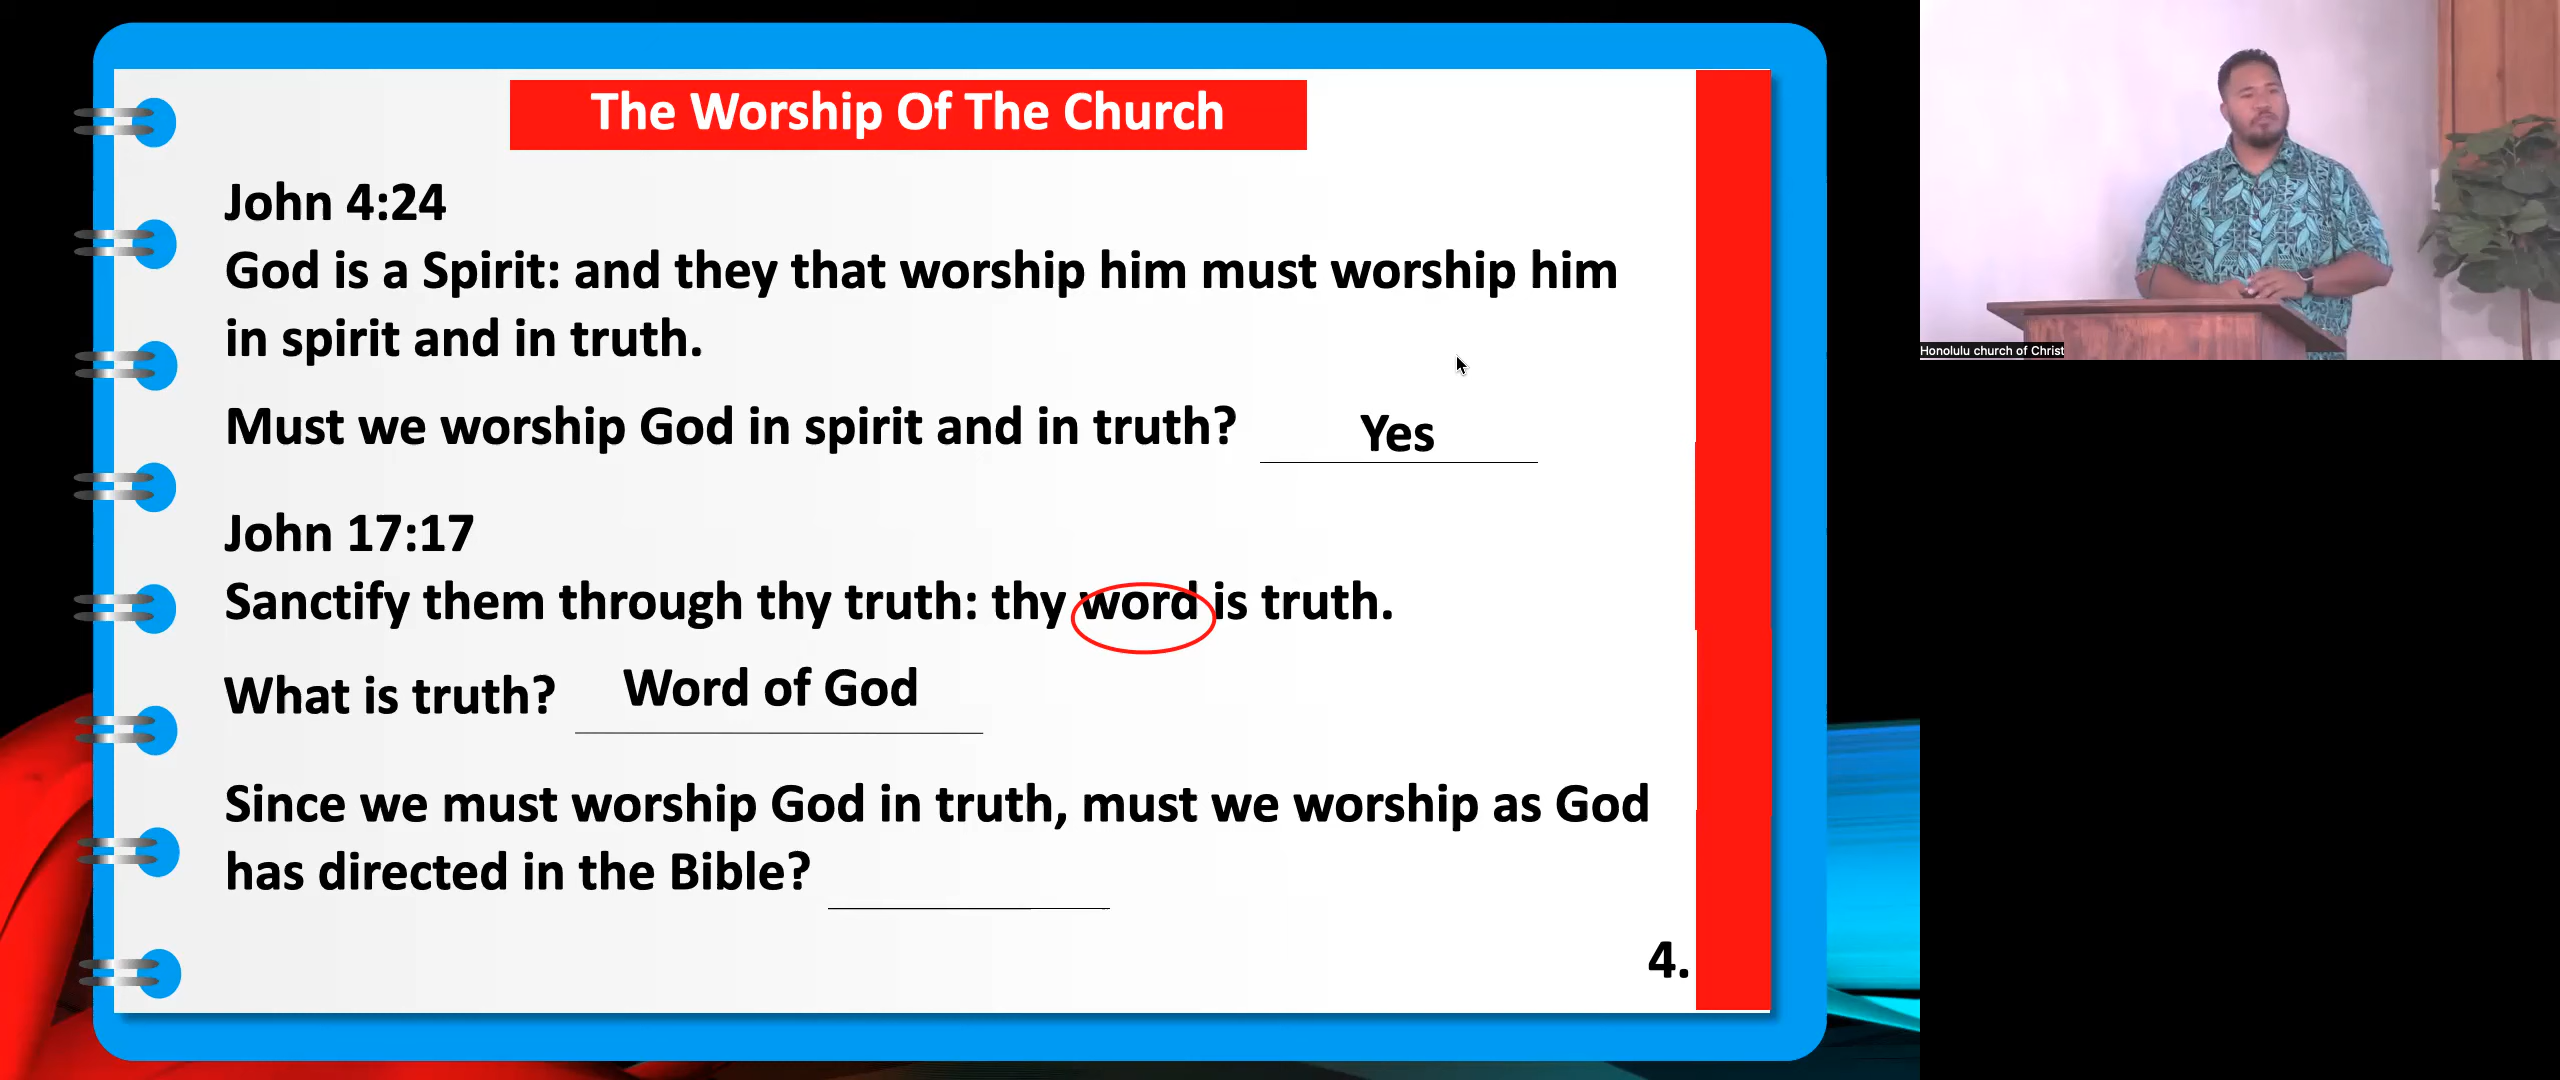 The Worship Of The Church
John 4:24
God is a Spirit: and they that worship him must worship him
in spirit and in truth.
Must we worship God in spirit and in truth? Yes
John 17:17
Sanctify them through thy truth: thy word is truth.
What is truth? Word of God
Since we must worship God in truth, must we worship as God
has directed in the Bible?
4.
Honolulu church of Christ